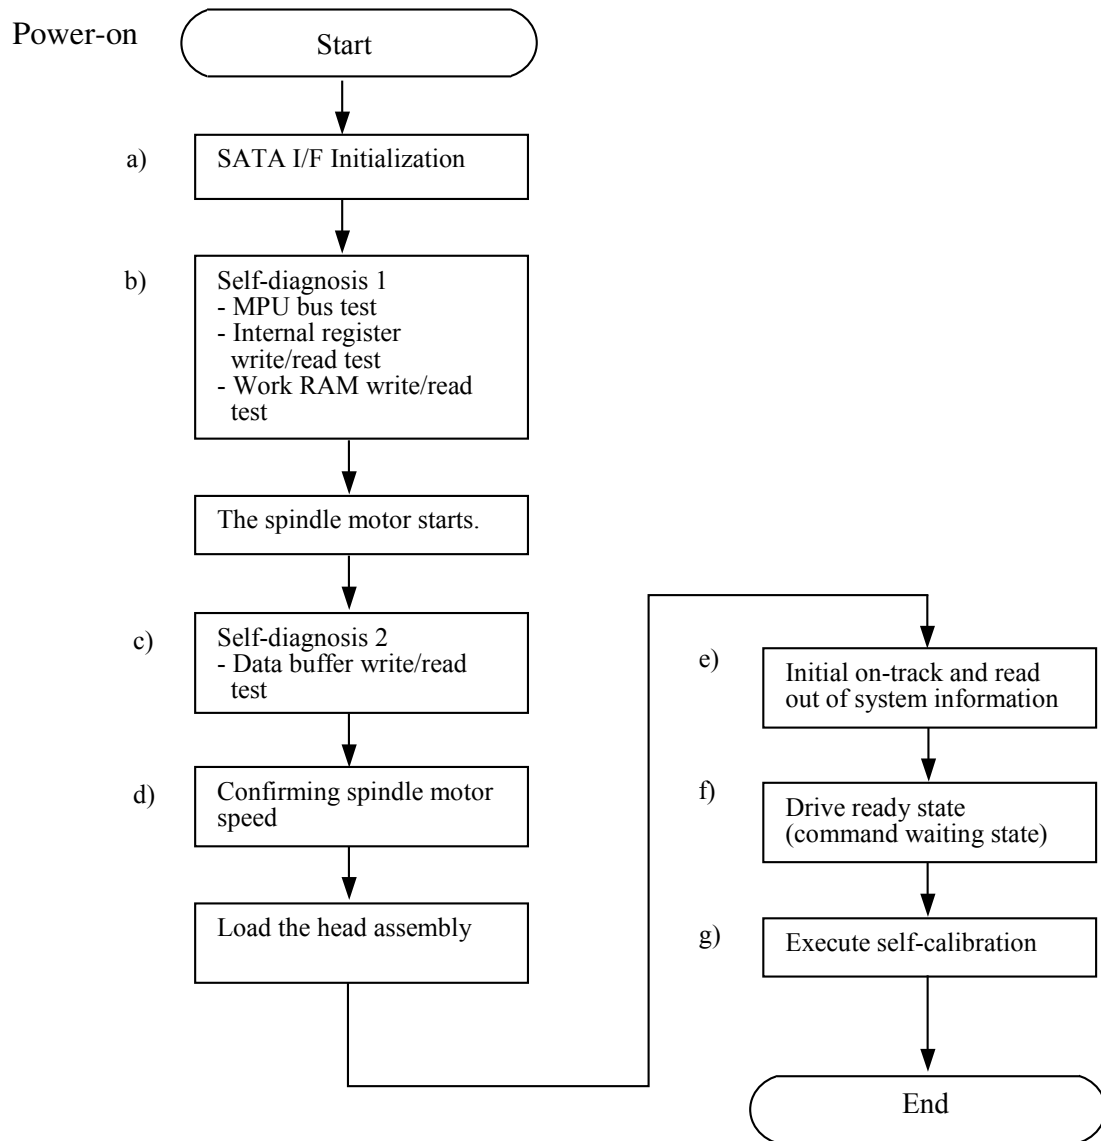 Power-on
Start
a)
SATA I/F Initialization
b)
Self-diagnosis 1
- MPU bus test
- Internal register
write/read test
- Work RAM write/read
test
The spindle motor starts.
c)
Self-diagnosis 2
- Data buffer write/read
test
d)
Confirming spindle motor
speed
Load the head assembly
e)
Initial on-track and read
out of system information
f)
Drive ready state
(command waiting state)
g)
Execute self-calibration
End